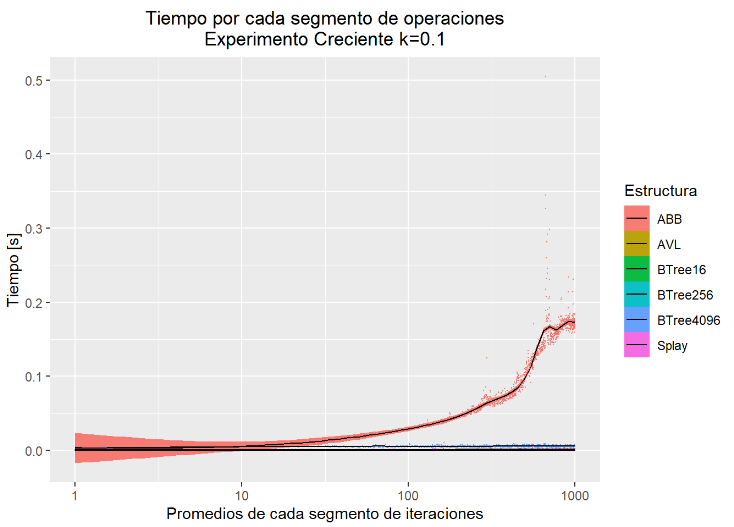 Tiempo por cada segmento de operaciones
Experimento Creciente k=0.1
Tiempo [s]
0.5
0.4
0.3
0.2
0.1
0.0
1
10
100
1000
Promedios de cada segmento de iteraciones
Estructura
ABB
AVL
BTree16
BTree256
BTree4096
Splay